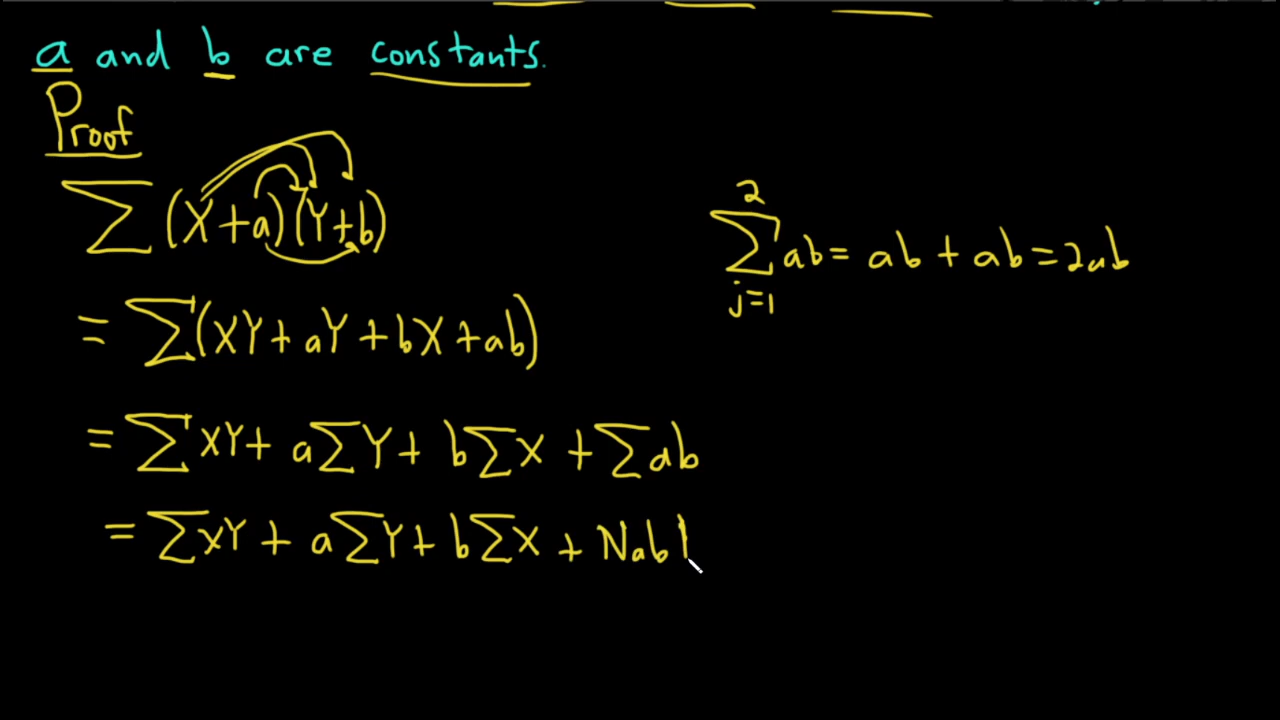 a and b are constants.
Proof
∑(X+a)(Y+b)
= ∑(XY+aY+bX+ab)
= ∑XY+ a∑Y+ b∑X +∑ab
= ∑XY + a∑Y+ b∑X + Nab
2
∑ab= ab + ab=2ab
j=1